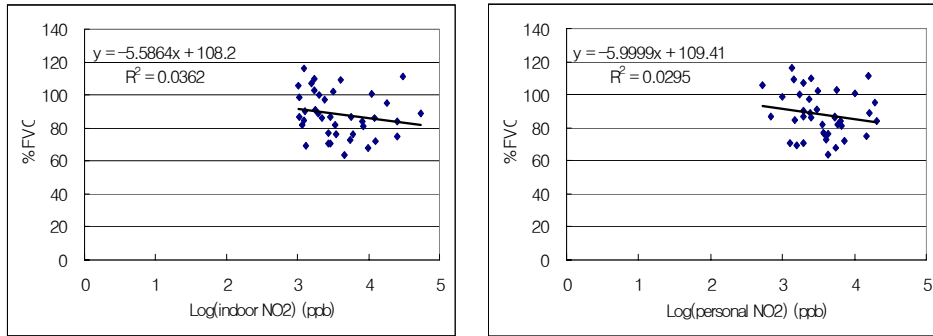 140
120
100
80
60
40
20
0
%FVC
y = -5.5864x + 108.2
R² = 0.0362
0 1 2 3 4 5
Log(indoor NO2) (ppb)
140
120
100
80
60
40
20
0
%FVC
y = -5.9999x + 109.41
R² = 0.0295
0 1 2 3 4 5
Log(personal NO2) (ppb)